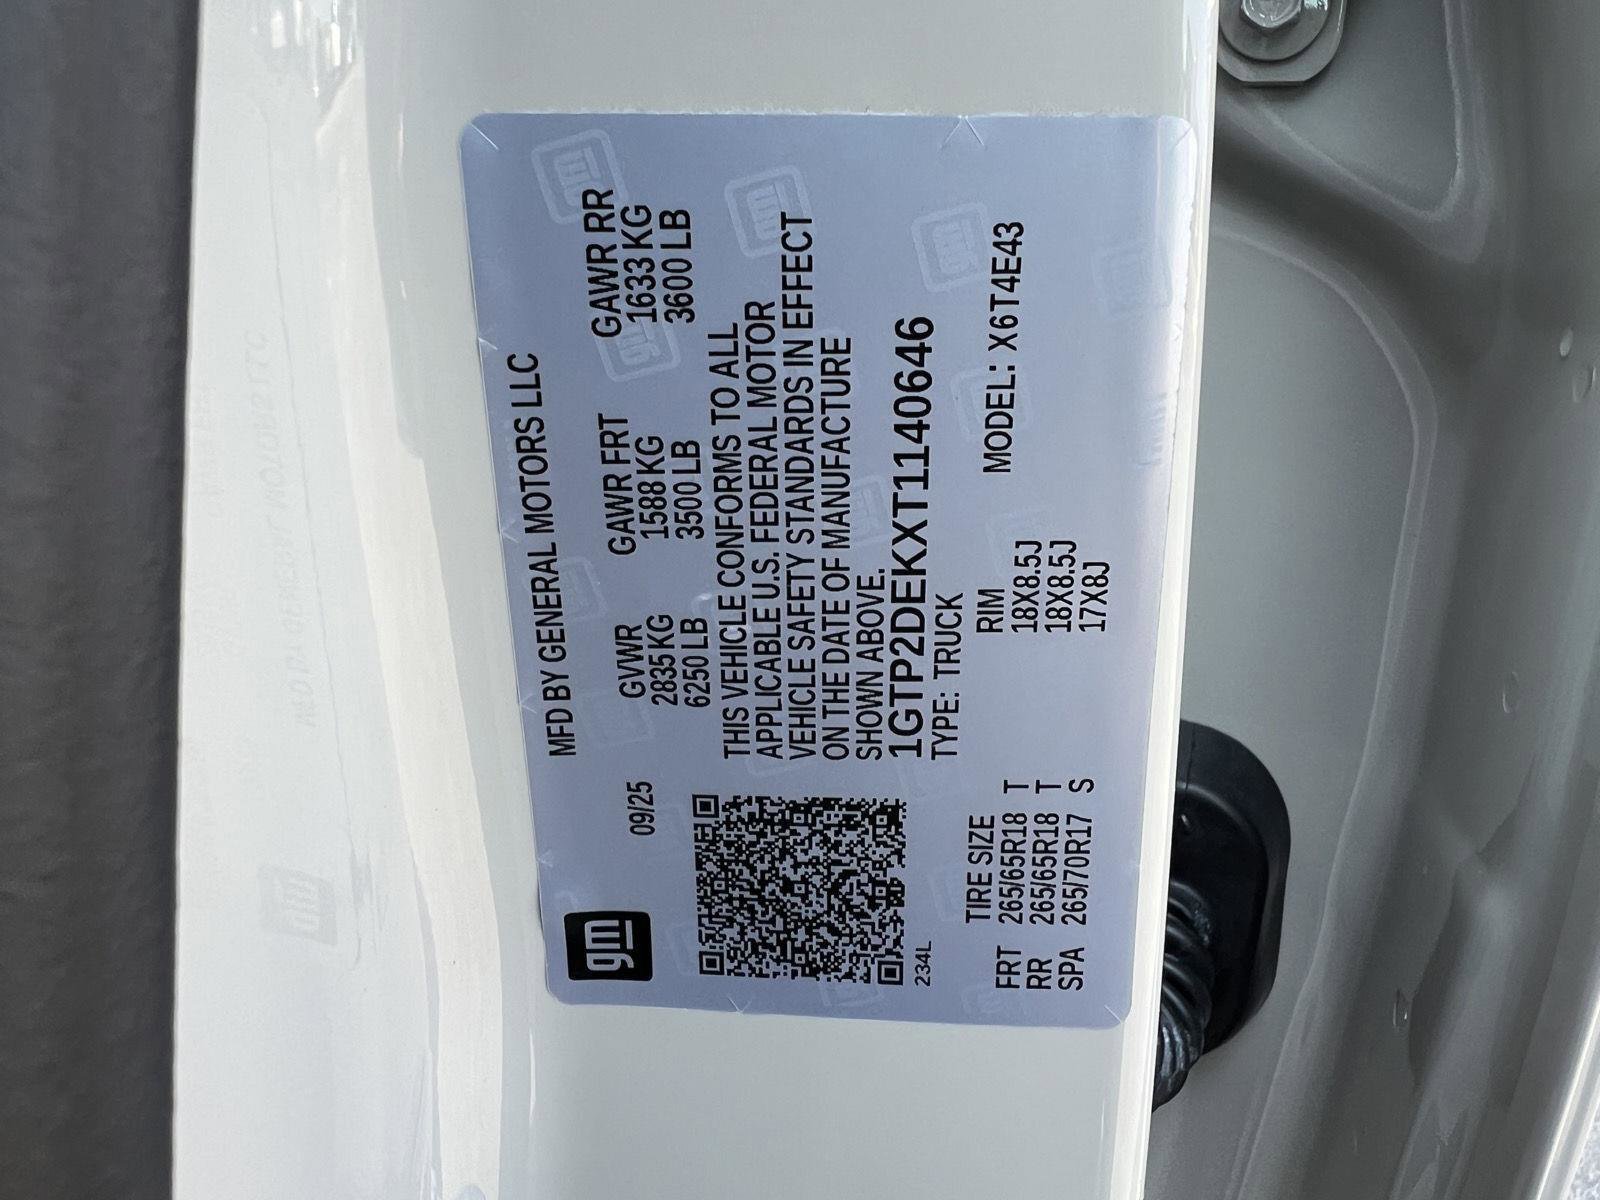 gm
09/25
MFD BY GENERAL MOTORS LLC
GVWR GAWR FRT GAWR RR
2835 KG 1588 KG 1633 KG
6250 LB 3500 LB 3600 LB
THIS VEHICLE CONFORMS TO ALL
APPLICABLE U.S. FEDERAL MOTOR
VEHICLE SAFETY STANDARDS IN EFFECT
ON THE DATE OF MANUFACTURE
SHOWN ABOVE.
1GTP2DEKXT1140646
TYPE: TRUCK
MODEL: X6T4E43
234L
TIRE SIZE RIM
FRT 265/65R18 T 18X8.5J
RR 265/65R18 T 18X8.5J
SPA 265/70R17 S 17X8J